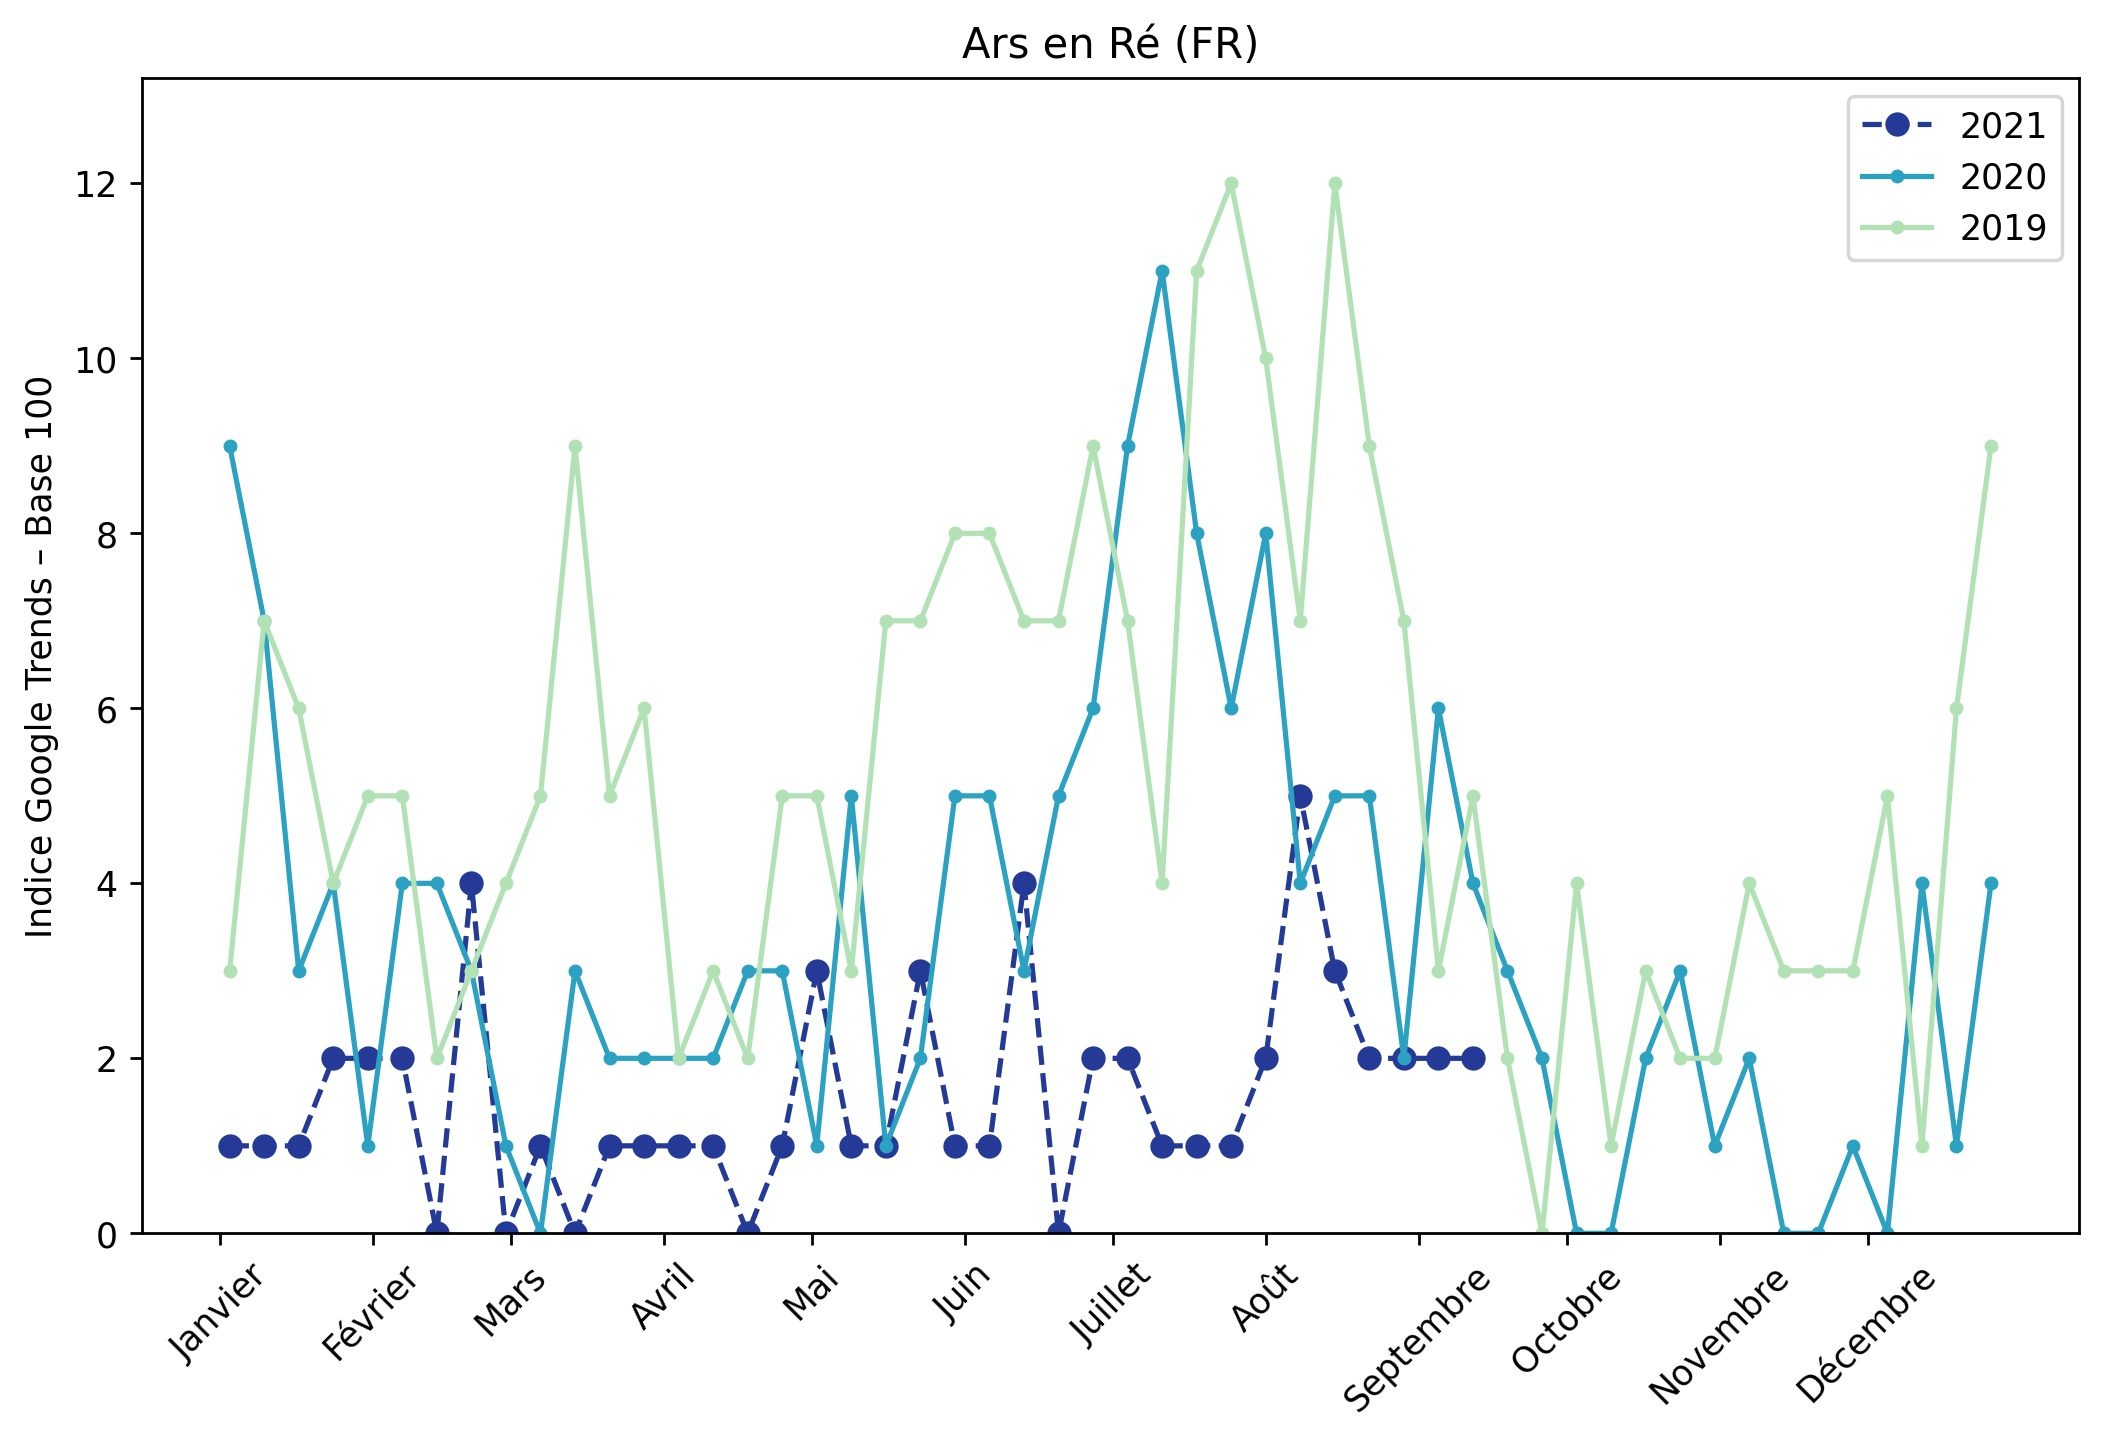 Ars en Ré (FR)
2021
2020
2019
Indice Google Trends – Base 100
12
10
8
6
4
2
0
Janvier
Février
Mars
Avril
Mai
Juin
Juillet
Août
Septembre
Octobre
Novembre
Décembre